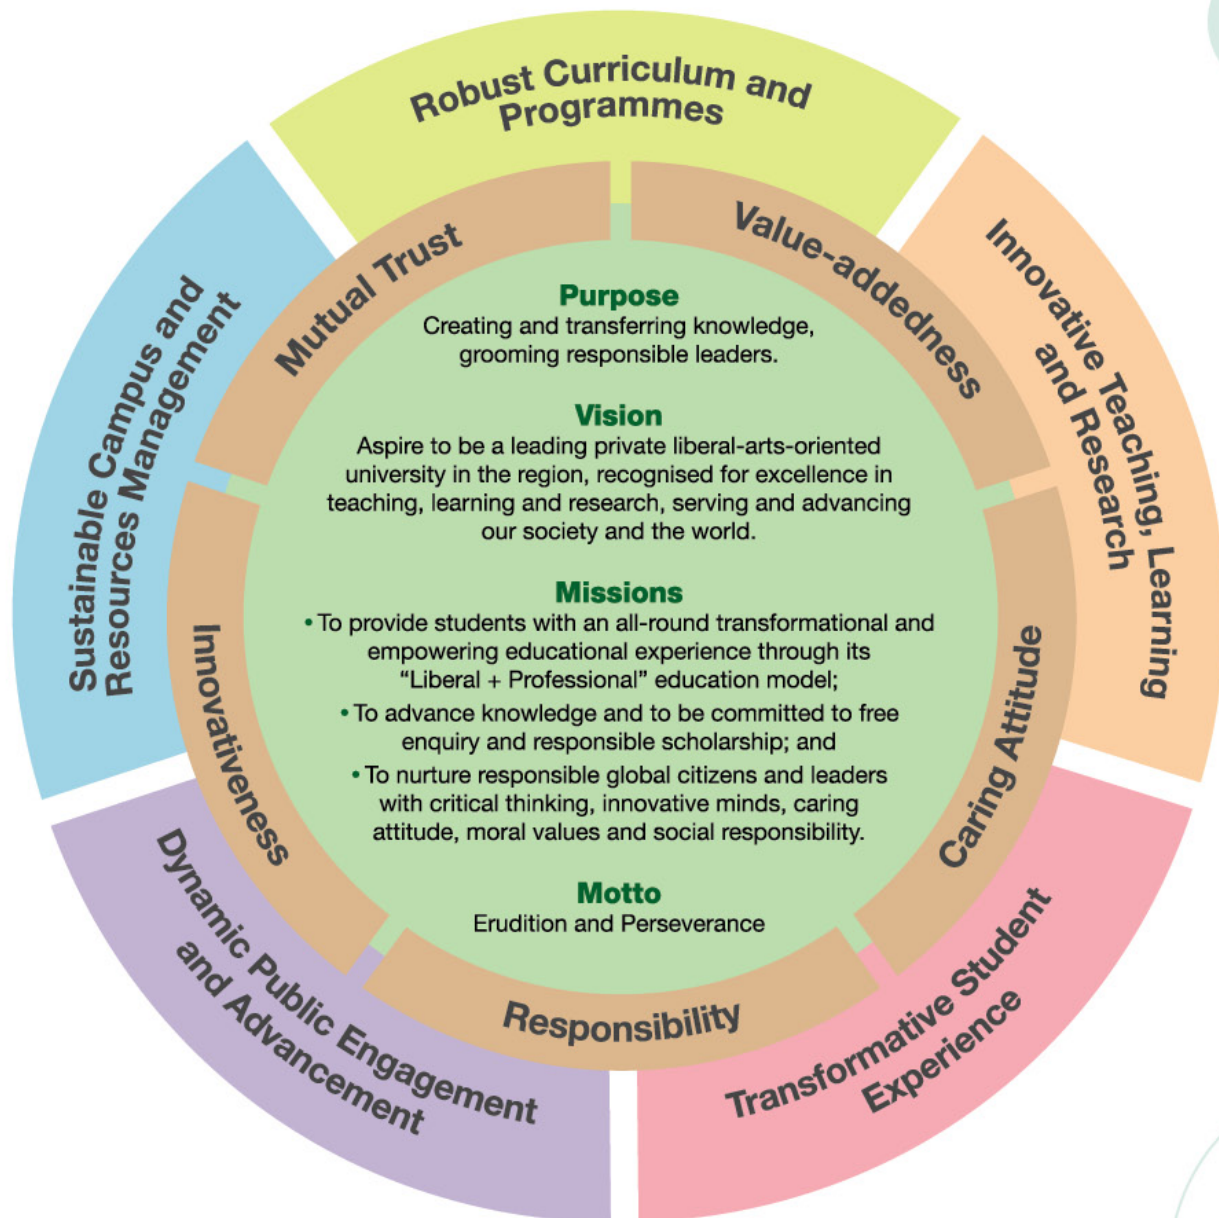 Robust Curriculum and
Programmes
Innovative Teaching, Learning
and Research
Transformative Student
Experience
Dynamic Public Engagement
and Advancement
Sustainable Campus and
Resources Management
Mutual Trust
Value-addedness
Caring Attitude
Responsibility
Innovativeness
Purpose
Creating and transferring knowledge,
grooming responsible leaders.
Vision
Aspire to be a leading private liberal-arts-oriented
university in the region, recognised for excellence in
teaching, learning and research, serving and advancing
our society and the world.
Missions
• To provide students with an all-round transformational and
empowering educational experience through its
“Liberal + Professional” education model;
• To advance knowledge and to be committed to free
enquiry and responsible scholarship; and
• To nurture responsible global citizens and leaders
with critical thinking, innovative minds, caring
attitude, moral values and social responsibility.
Motto
Erudition and Perseverance